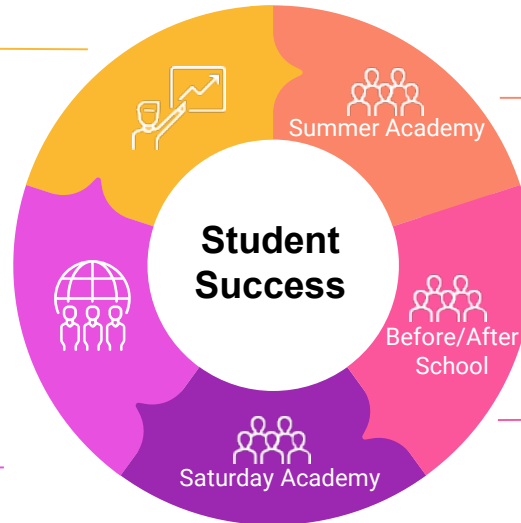 Summer Academy
Student
Success
Before/After
School
Saturday Academy